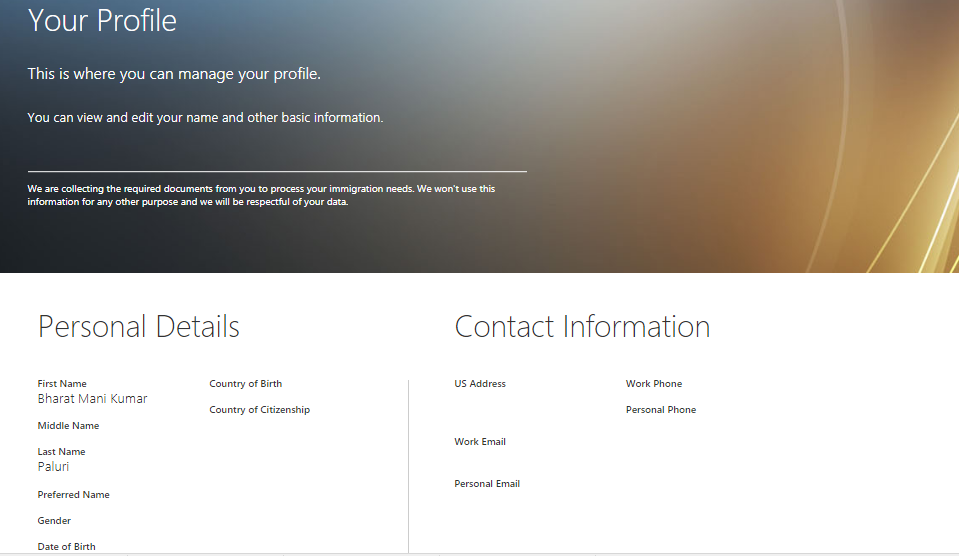 Your Profile
This is where you can manage your profile.
You can view and edit your name and other basic information.
We are collecting the required documents from you to process your immigration needs. We won't use this
information for any other purpose and we will be respectful of your data.
Personal Details
First Name
Bharat Mani Kumar
Middle Name
Last Name
Paluri
Preferred Name
Gender
Date of Birth
Country of Birth
Country of Citizenship
Contact Information
US Address
Work Email
Personal Email
Work Phone
Personal Phone